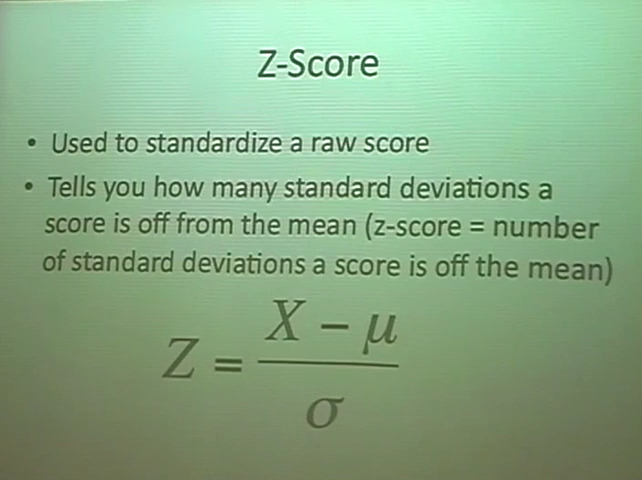 Z-Score
• Used to standardize a raw score
• Tells you how many standard deviations a
score is off from the mean (z-score = number
of standard deviations a score is off the mean)
Z = (X − μ) / σ